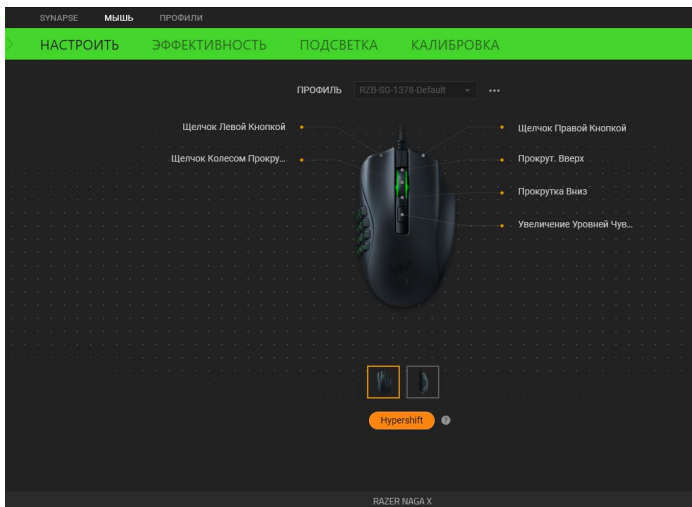 SYNAPSE МЫШЬ ПРОФИЛИ
НАСТРОИТЬ ЭФФЕКТИВНОСТЬ ПОДСВЕТКА КАЛИБРОВКА
ПРОФИЛЬ RZB-SG-1378-Default
Щелчок Левой Кнопкой
Щелчок Правой Кнопкой
Щелчок Колесом Прокру...
Прокрут. Вверх
Прокрутка Вниз
Увеличение Уровней Чув...
Hypershift ?
RAZER NAGA X